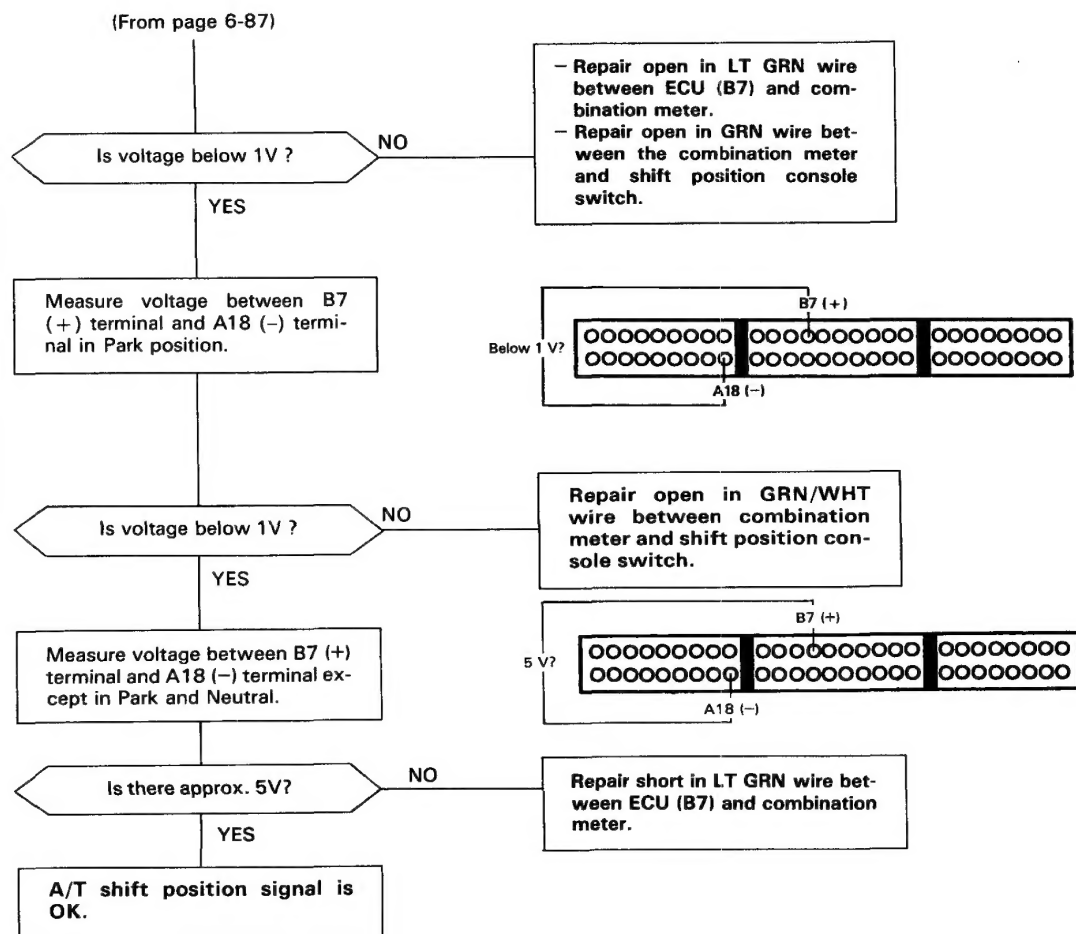 (From page 6-87)
Is voltage below 1V ?
NO
– Repair open in LT GRN wire
between ECU (B7) and com-
bination meter.
– Repair open in GRN wire bet-
ween the combination meter
and shift position console
switch.
YES
Measure voltage between B7
(+) terminal and A18 (–) termi-
nal in Park position.
B7 (+)
Below 1 V?
A18 (–)
Is voltage below 1V ?
NO
Repair open in GRN/WHT
wire between combination
meter and shift position con-
sole switch.
YES
Measure voltage between B7 (+)
terminal and A18 (–) terminal ex-
cept in Park and Neutral.
B7 (+)
5 V?
A18 (–)
Is there approx. 5V?
NO
Repair short in LT GRN wire bet-
ween ECU (B7) and combination
meter.
YES
A/T shift position signal is
OK.